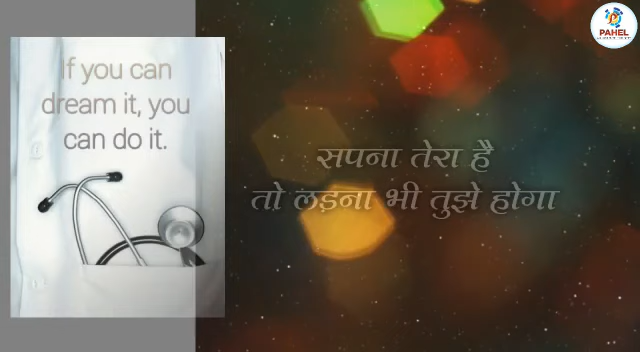 If you can
dream it, you
can do it.
सपना तेरा है
तो लड़ना भी तुझे होगा
PAHEL